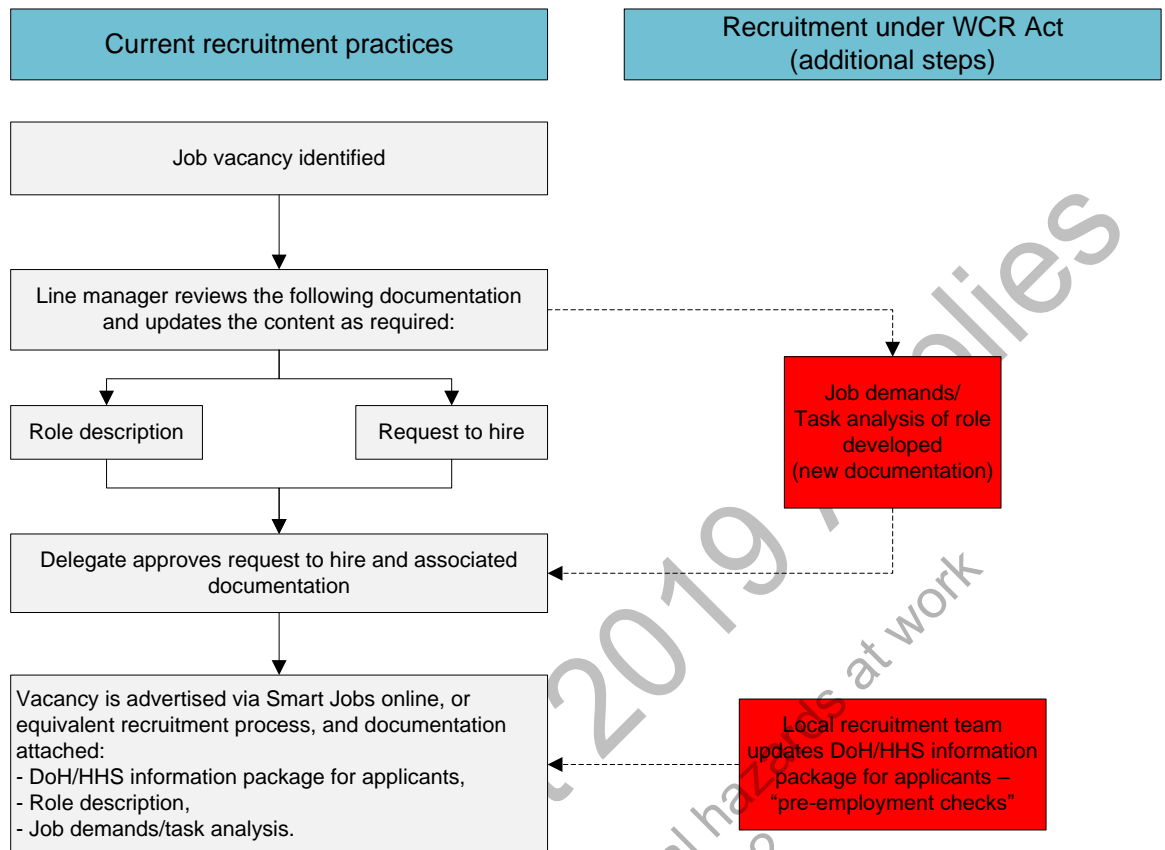 Current recruitment practices
Recruitment under WCR Act
(additional steps)
Job vacancy identified
Line manager reviews the following documentation
and updates the content as required:
Role description
Request to hire
Job demands/
Task analysis of role
developed
(new documentation)
Delegate approves request to hire and associated
documentation
Vacancy is advertised via Smart Jobs online, or
equivalent recruitment process, and documentation
attached:
- DoH/HHS information package for applicants,
- Role description,
- Job demands/task analysis.
Local recruitment team
updates DoH/HHS information
package for applicants –
“pre-employment checks”
2019
hazards at work